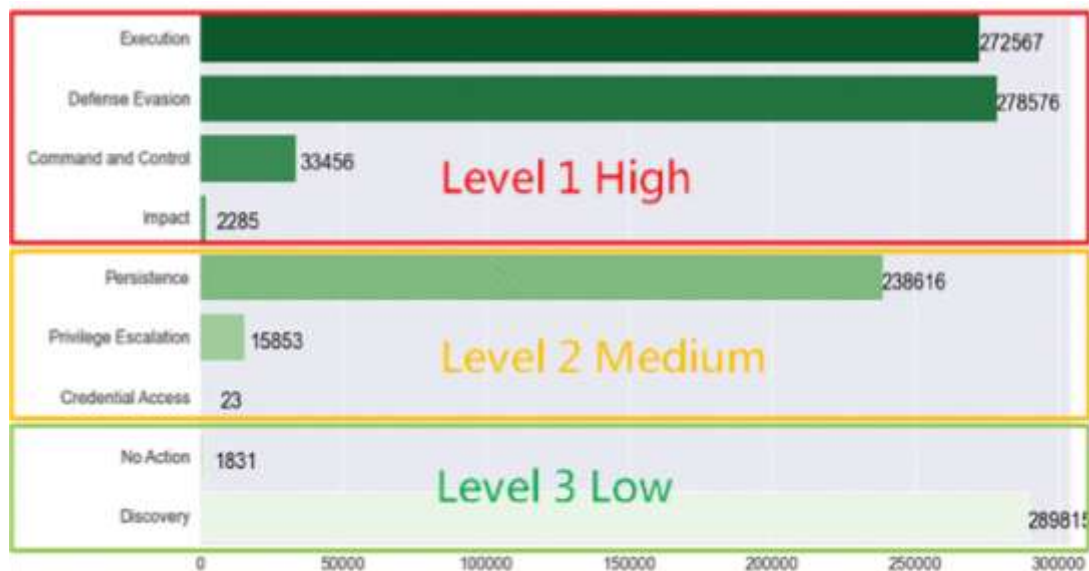 Execution 272567
Defense Evasion 278576
Command and Control 33456
Level 1 High
Impact 2285
Persistence 238616
Privilege Escalation 15853
Level 2 Medium
Credential Access 23
No Action 1831
Level 3 Low
Discovery 289815
0 50000 100000 150000 200000 250000 300000